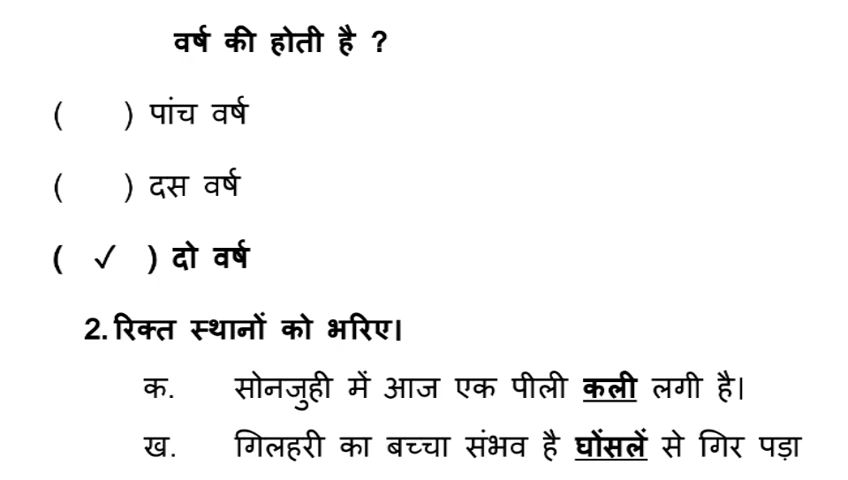 वर्ष की होती है ?
( ) पांच वर्ष
( ) दस वर्ष
( ✓ ) दो वर्ष
2. रिक्त स्थानों को भरिए।
क. सोनजुही में आज एक पीली कली लगी है।
ख. गिलहरी का बच्चा संभव है घोंसलें से गिर पड़ा